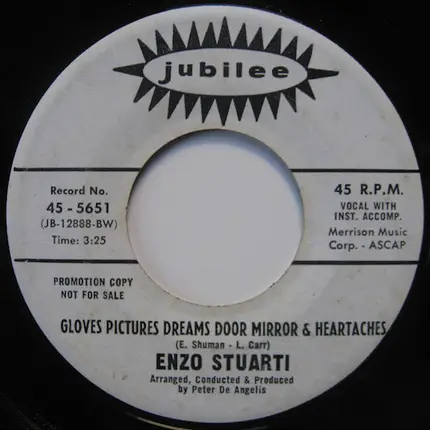 jubilee
Record No.
45 - 5651
(JB-12888-BW)
Time: 3:25
45 R.P.M.
VOCAL WITH
INST. ACCOMP.
Merrison Music
Corp. - ASCAP
PROMOTION COPY
NOT FOR SALE
GLOVES PICTURES DREAMS DOOR MIRROR & HEARTACHES
(E. Shuman - L. Carr)
ENZO STUARTI
Arranged, Conducted & Produced
by Peter De Angelis